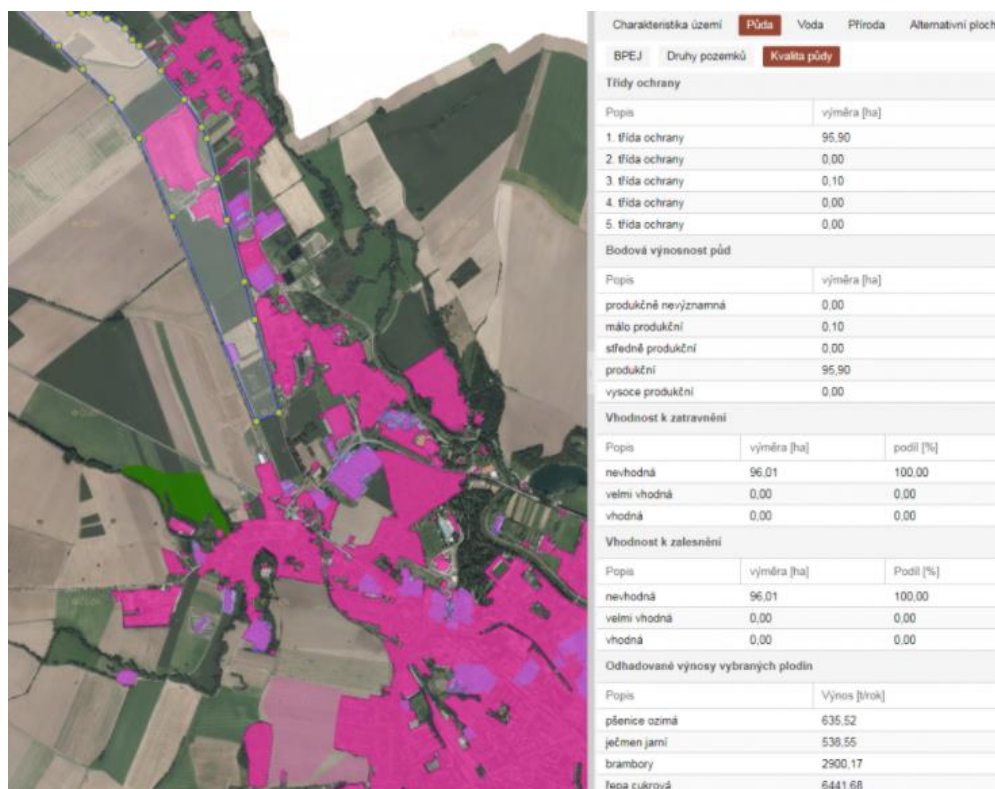 Charakteristika území Půda Voda Příroda Alternativní ploch
BPEJ Druhy pozemků Kvalita půdy
Třídy ochrany
Popis výměra [ha]
1. třída ochrany 95,90
2. třída ochrany 0,00
3. třída ochrany 0,10
4. třída ochrany 0,00
5. třída ochrany 0,00
Bodová výnosnost půd
Popis výměra [ha]
produkčně nevýznamná 0,00
málo produkční 0,10
středně produkční 0,00
produkční 95,90
vysoce produkční 0,00
Vhodnost k zatravnění
Popis výměra [ha] podíl [%]
nevhodná 96,01 100,00
velmi vhodná 0,00 0,00
vhodná 0,00 0,00
Vhodnost k zalesnění
Popis výměra [ha] Podíl [%]
nevhodná 96,01 100,00
velmi vhodná 0,00 0,00
vhodná 0,00 0,00
Odhadované výnosy vybraných plodin
Popis Výnos [t/rok]
pšenice ozimá 635,52
ječmen jarní 538,55
brambory 2900,17
řepa cukrová 6441,68